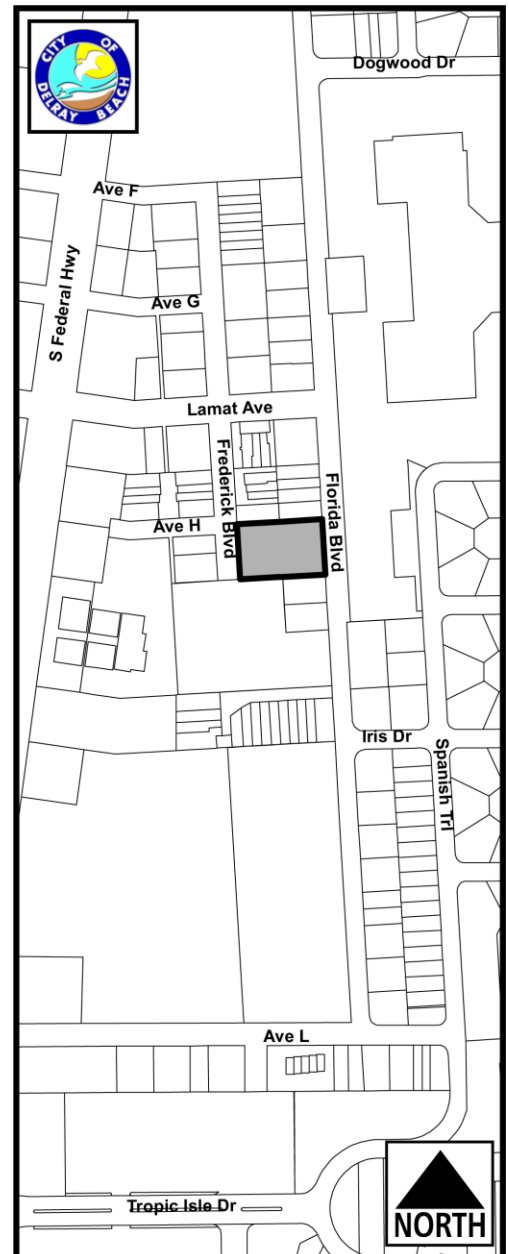 CITY OF
DELRAY BEACH
Dogwood Dr
Ave F
S Federal Hwy
Ave G
Lamat Ave
Frederick Blvd
Florida Blvd
Ave H
Iris Dr
Spanish Trl
Ave L
Tropic Isle Dr
NORTH